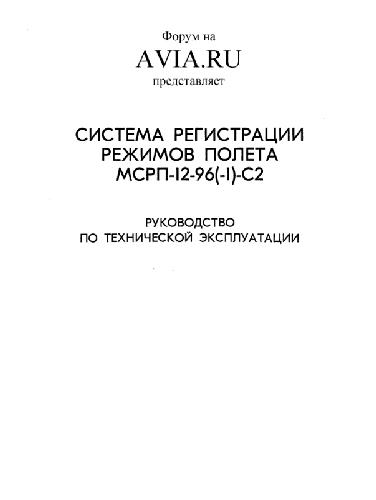 Форум на
AVIA.RU
представляет
СИСТЕМА РЕГИСТРАЦИИ
РЕЖИМОВ ПОЛЕТА
МСРП-12-96(-1)-С2
РУКОВОДСТВО
ПО ТЕХНИЧЕСКОЙ ЭКСПЛУАТАЦИИ